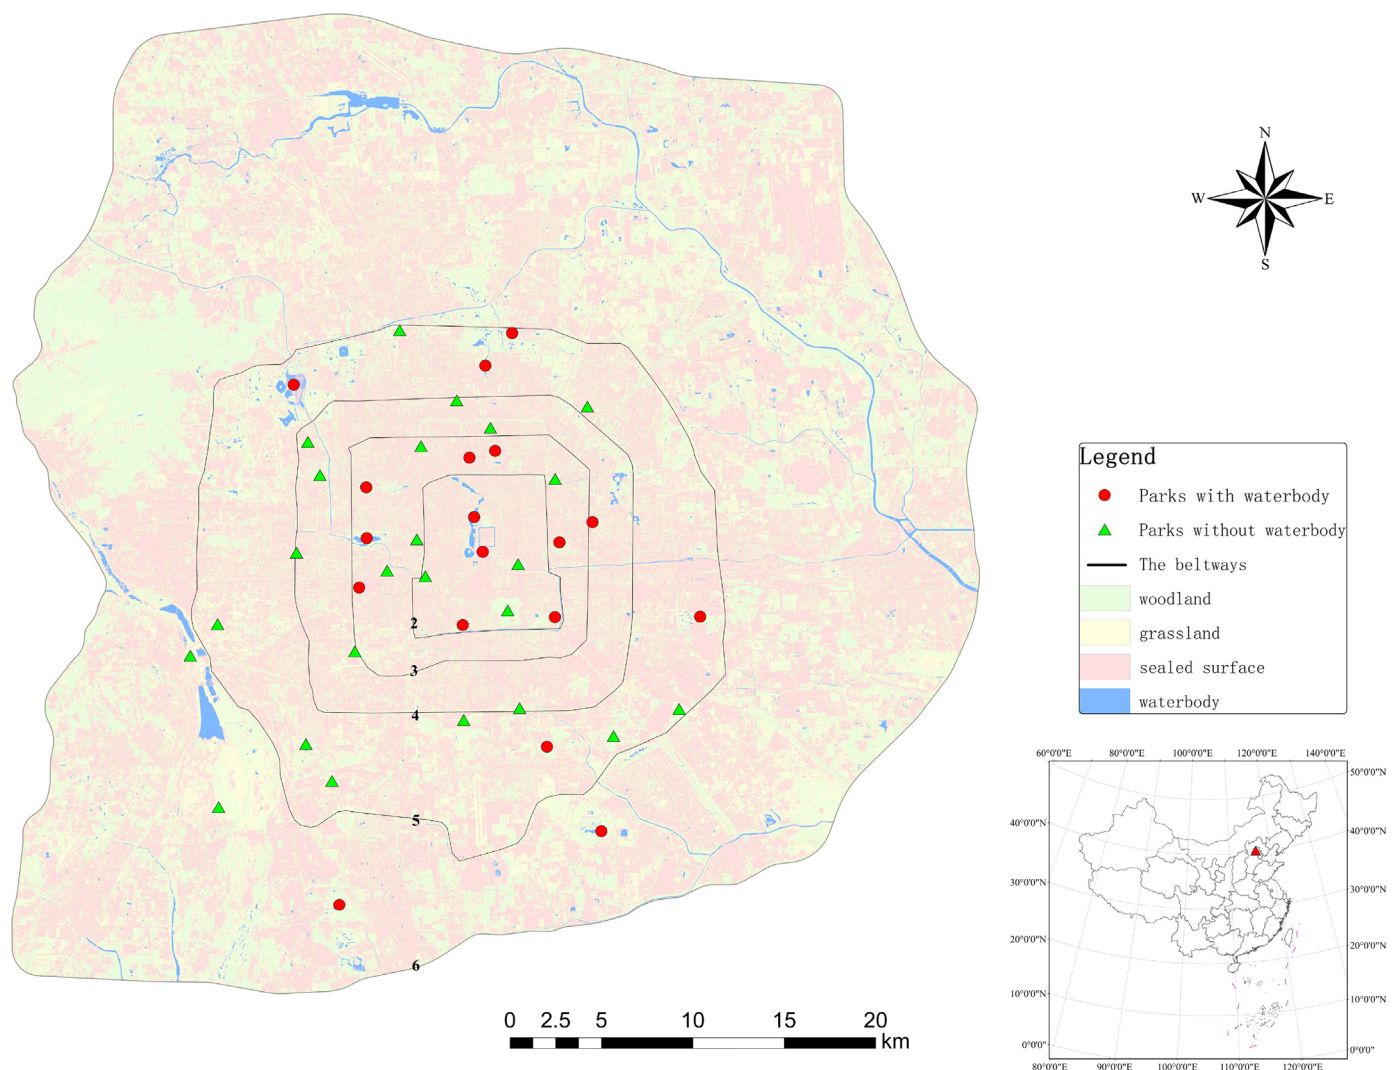 N
W E
S
Legend
Parks with waterbody
Parks without waterbody
The beltways
woodland
grassland
sealed surface
waterbody
2
3
4
5
6
0 2.5 5 10 15 20
km
60°0'0"E 80°0'0"E 100°0'0"E 120°0'0"E 140°0'0"E
50°0'0"N
40°0'0"N 40°0'0"N
30°0'0"N 30°0'0"N
20°0'0"N 20°0'0"N
10°0'0"N 10°0'0"N
0°0'0" 0°0'0"
80°0'0"E 90°0'0"E 100°0'0"E 110°0'0"E 120°0'0"E